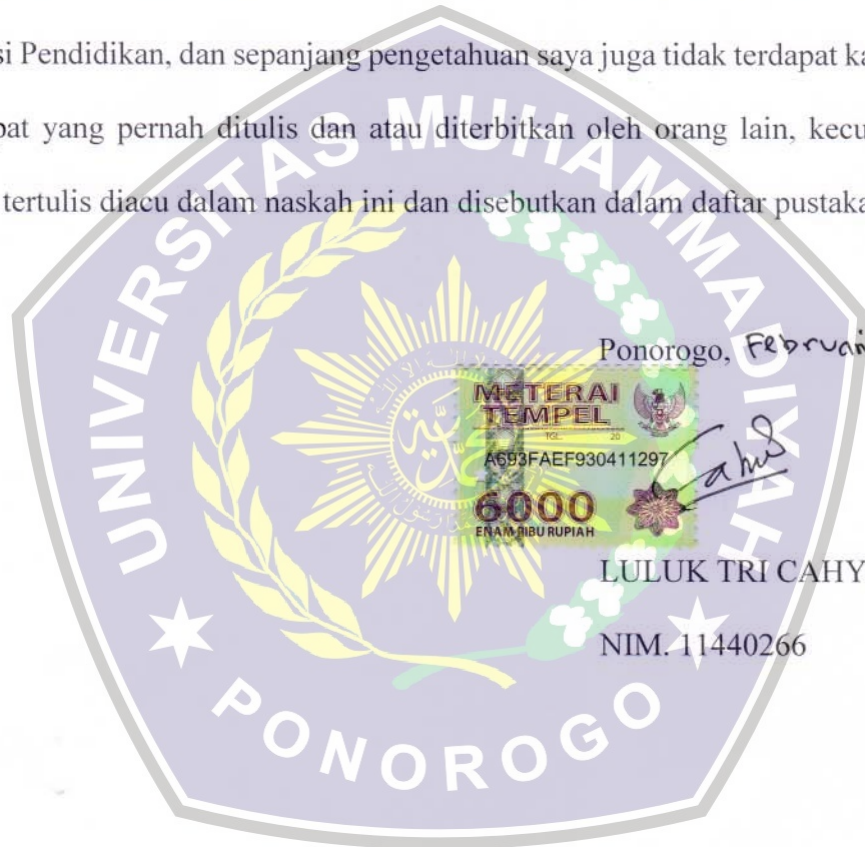 si Pendidikan, dan sepanjang pengetahuan saya juga tidak terdapat ka
pat yang pernah ditulis dan atau diterbitkan oleh orang lain, kecu
tertulis diacu dalam naskah ini dan disebutkan dalam daftar pustaka
UNIVERSITAS MUHAMMADIYAH
PONOROGO
Ponorogo, Februari
METERAI
TEMPEL
TGL. 20
A693FAEF930411297
6000
ENAM RIBU RUPIAH
LULUK TRI CAHY
NIM. 11440266